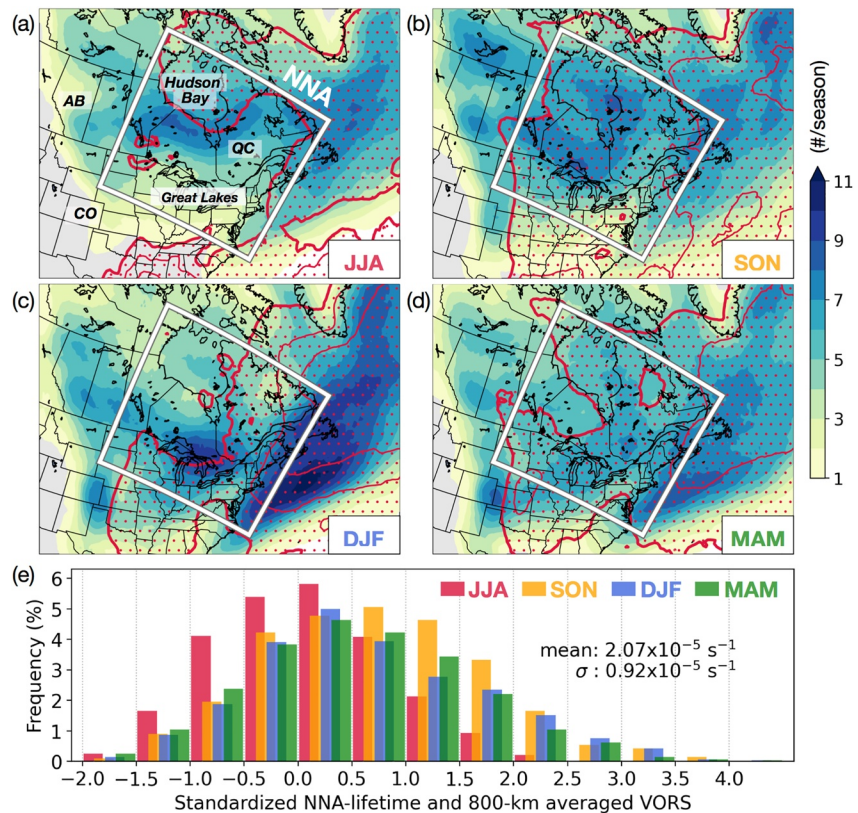 (a)
Hudson
Bay
NNA
AB
QC
Great Lakes
CO
JJA
(b)
SON
(#/season)
11
9
7
5
3
1
(c)
DJF
(d)
MAM
(e)
Frequency (%)
6
5
4
3
2
1
0
JJA SON DJF MAM
mean: 2.07x10⁻⁵ s⁻¹
σ : 0.92x10⁻⁵ s⁻¹
−2.0 −1.5 −1.0 −0.5 0.0 0.5 1.0 1.5 2.0 2.5 3.0 3.5 4.0
Standardized NNA-lifetime and 800-km averaged VORS